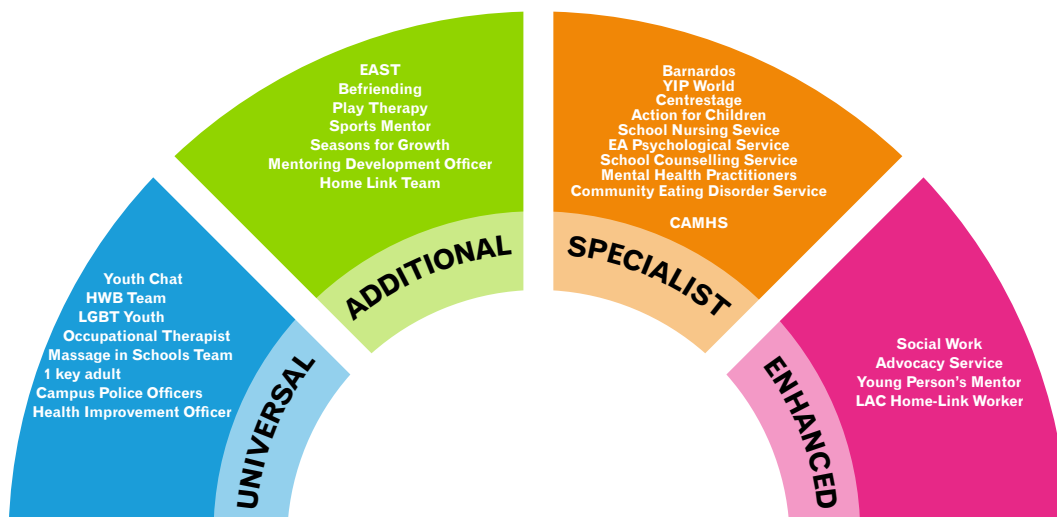 EAST
Befriending
Play Therapy
Sports Mentor
Seasons for Growth
Mentoring Development Officer
Home Link Team
ADDITIONAL
Barnardos
YIP World
Centrestage
Action for Children
School Nursing Sevice
EA Psychological Service
School Counselling Service
Mental Health Practitioners
Community Eating Disorder Service
CAMHS
SPECIALIST
Youth Chat
HWB Team
LGBT Youth
Occupational Therapist
Massage in Schools Team
1 key adult
Campus Police Officers
Health Improvement Officer
UNIVERSAL
Social Work
Advocacy Service
Young Person's Mentor
LAC Home-Link Worker
ENHANCED